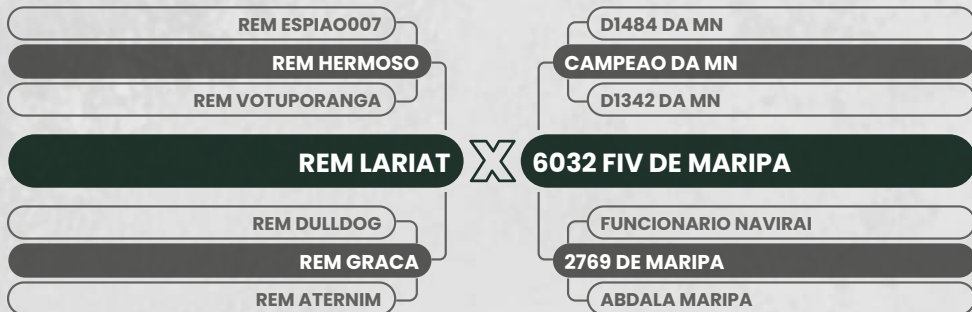 REM ESPIAO007
REM HERMOSO
REM VOTUPORANGA
REM LARIAT
REM DULLDOG
REM GRACA
REM ATERNIM
X
D1484 DA MN
CAMPEAO DA MN
D1342 DA MN
6032 FIV DE MARIPA
FUNCIONARIO NAVIRAI
2769 DE MARIPA
ABDALA MARIPA